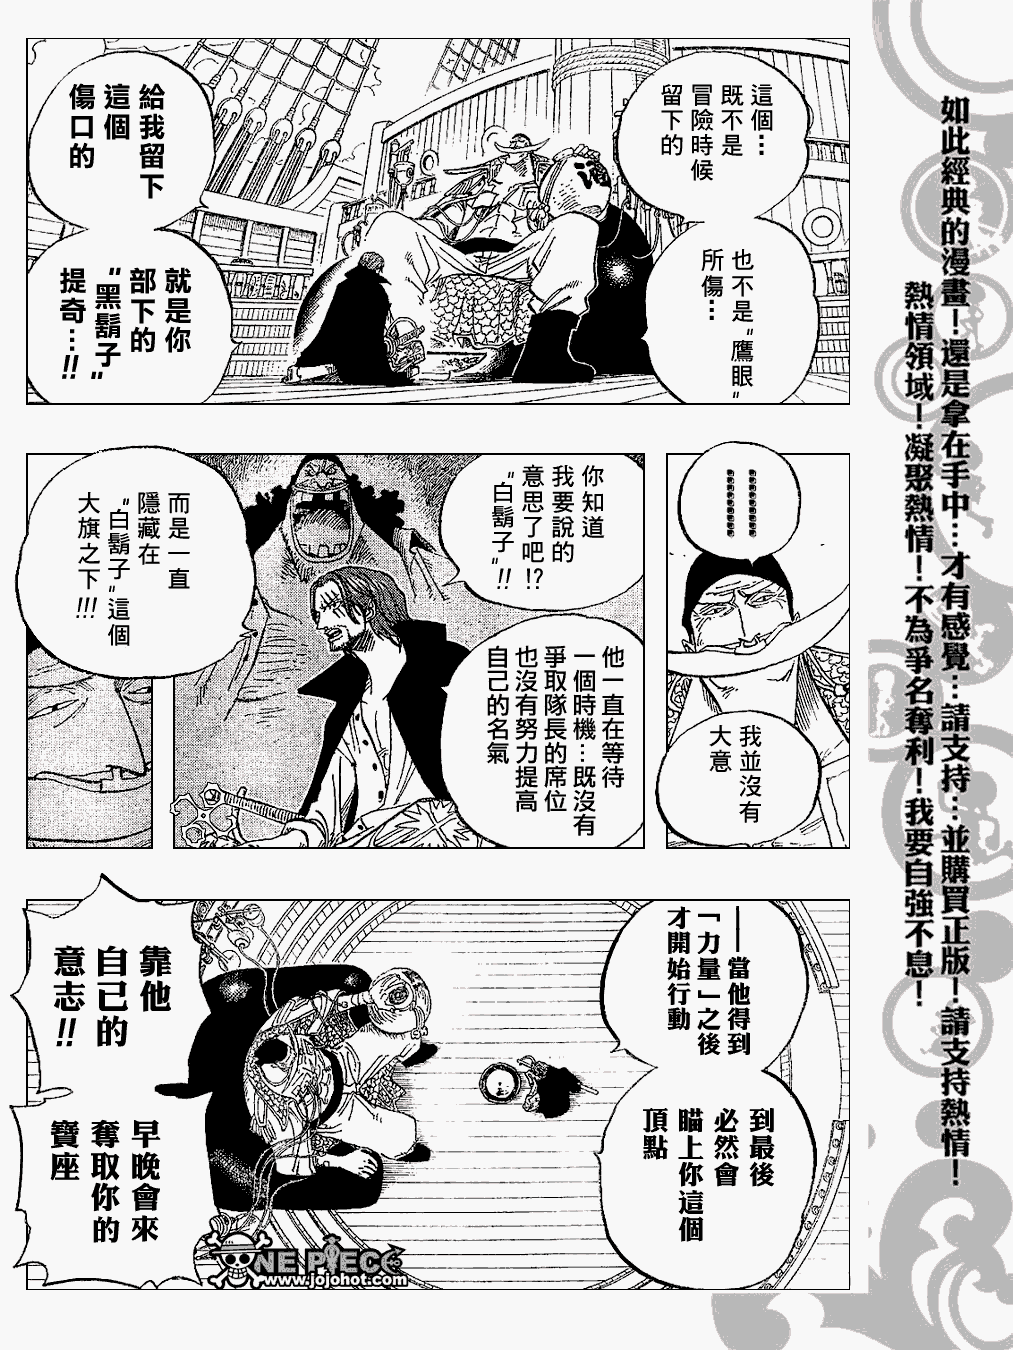 這個…
既不是
冒險時候
留下的
也不是"鷹眼"
所傷…
給我留下
這個
傷口的
就是你
部下的
"黑鬍子"
提奇…!!
…………
我並沒有
大意
你知道
我要說的
意思了吧!?
"白鬍子"!!
他一直在等待
一個時機…既沒有
爭取隊長的席位
也沒有努力提高
自己的名氣
而是一直
隱藏在
"白鬍子"這個
大旗之下!!!
——當他得到
「力量」之後
才開始行動
到最後
必然會
瞄上你這個
頂點
靠他
自己的
意志!!
早晚會來
奪取你的
寶座
酒
ONE PIECE
www.jojohot.com
如此經典的漫畫！還是拿在手中…才有感覺…請支持…並購買正版！請支持熱情！
熱情領域！凝聚熱情！不為爭名奪利！我要自強不息！